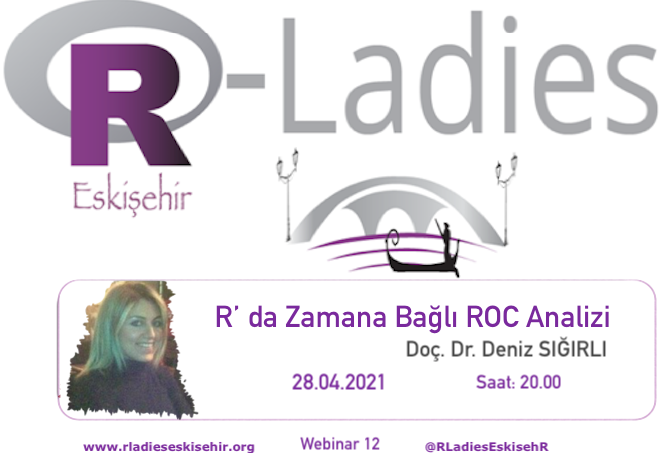 R-Ladies
Eskişehir
R' da Zamana Bağlı ROC Analizi
Doç. Dr. Deniz SIĞIRLI
28.04.2021 Saat: 20.00
www.rladieseskisehir.org Webinar 12 @RLadiesEskisehR